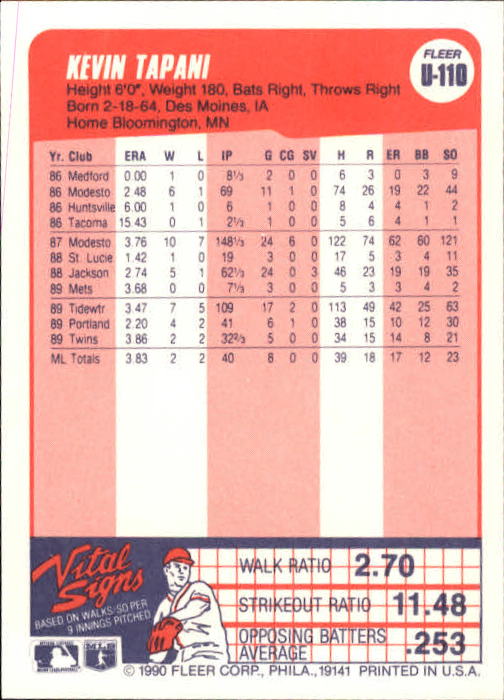 KEVIN TAPANI
FLEER
U-110
Height 6'0", Weight 180, Bats Right, Throws Right
Born 2-18-64, Des Moines, IA
Home Bloomington, MN
Yr. Club ERA W L IP G CG SV H R ER BB SO
86 Medford 0.00 1 0 8 1/3 2 0 0 6 3 0 3 9
86 Modesto 2.48 6 1 69 11 1 0 74 26 19 22 44
86 Huntsville 6.00 1 0 6 1 0 0 8 4 4 1 2
86 Tacoma 15.43 0 1 2 1/3 1 0 0 5 6 4 1 1
87 Modesto 3.76 10 7 148 1/3 24 6 0 122 74 62 60 121
88 St. Lucie 1.42 1 0 19 3 0 0 17 5 3 4 11
88 Jackson 2.74 5 1 62 1/3 24 0 3 46 23 19 19 35
89 Mets 3.68 0 0 7 1/3 3 0 0 5 3 3 4 2
89 Tidewtr 3.47 7 5 109 17 2 0 113 49 42 25 63
89 Portland 2.20 4 2 41 6 1 0 38 15 10 12 30
89 Twins 3.86 2 2 32 2/3 5 0 0 34 15 14 8 21
ML Totals 3.83 2 2 40 8 0 0 39 18 17 12 23
Vital
Signs
BASED ON WALKS/SO PER
9 INNINGS PITCHED
WALK RATIO 2.70
STRIKEOUT RATIO 11.48
OPPOSING BATTERS
AVERAGE .253
© 1990 FLEER CORP., PHILA., 19141 PRINTED IN U.S.A.